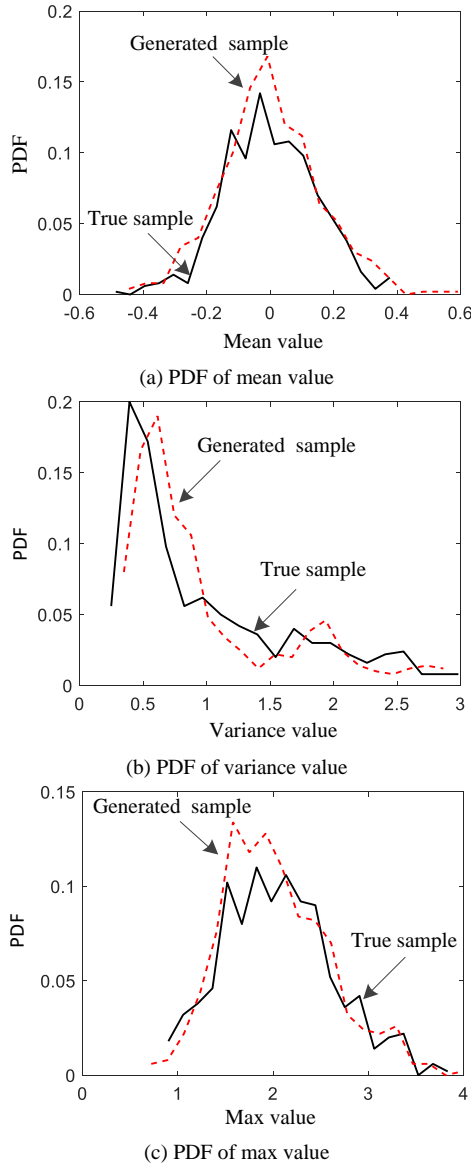 0.2
Generated sample
0.15
PDF
0.1
True sample
0.05
0
-0.6 -0.4 -0.2 0 0.2 0.4 0.6
Mean value
(a) PDF of mean value
0.2
Generated sample
0.15
PDF
0.1
True sample
0.05
0
0 0.5 1 1.5 2 2.5 3
Variance value
(b) PDF of variance value
0.15
Generated sample
0.1
PDF
True sample
0.05
0
0 1 2 3 4
Max value
(c) PDF of max value